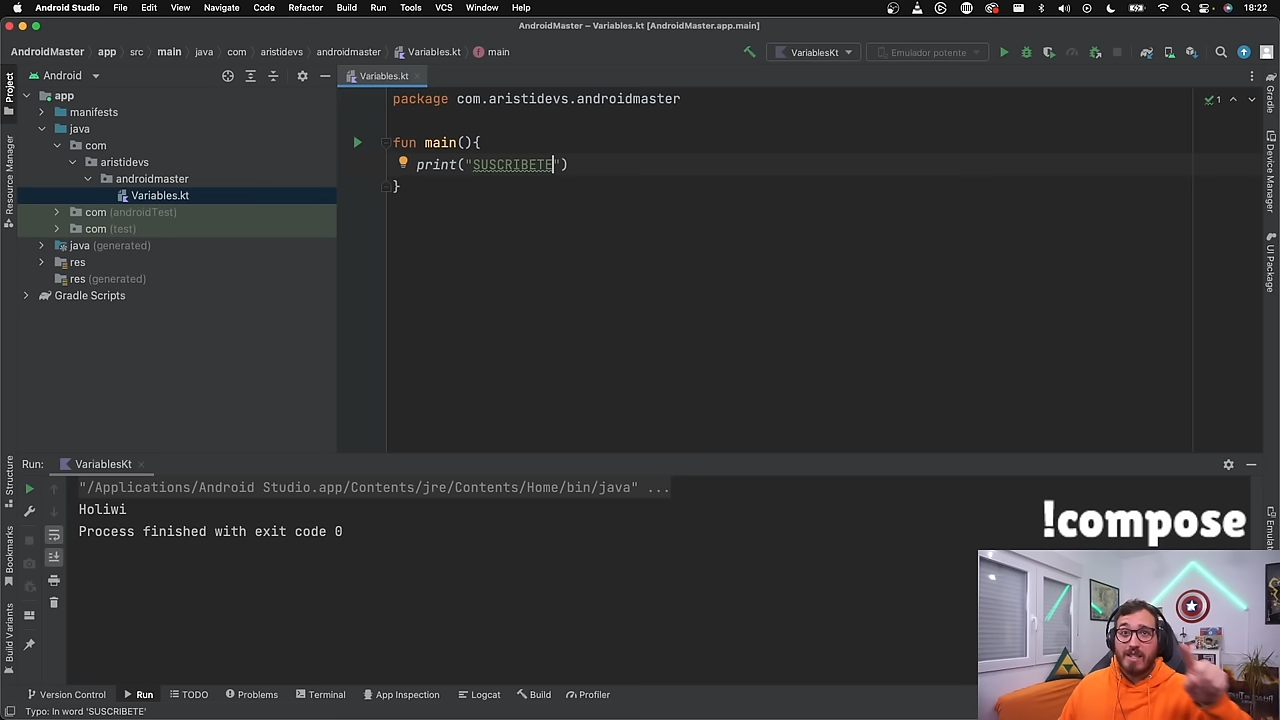 Android Studio File Edit View Navigate Code Refactor Build Run Tools VCS Window Help 18:22
AndroidMaster – Variables.kt [AndroidMaster.app.main]
AndroidMaster app src main java com aristidevs androidmaster Variables.kt main VariablesKt Emulador potente
Project
Android
Variables.kt
Gradle
app
manifests
java
com
aristidevs
androidmaster
Variables.kt
com (androidTest)
com (test)
java (generated)
res
res (generated)
Gradle Scripts
Resource Manager
package com.aristidevs.androidmaster
1
fun main(){
print("SUSCRIBETE")
}
Device Manager
UI Package
Run: VariablesKt
Structure
Bookmarks
Build Variants
"/Applications/Android Studio.app/Contents/jre/Contents/Home/bin/java" ...
Holiwi
Process finished with exit code 0
!compose
Version Control Run TODO Problems Terminal App Inspection Logcat Build Profiler
Typo: In word 'SUSCRIBETE'